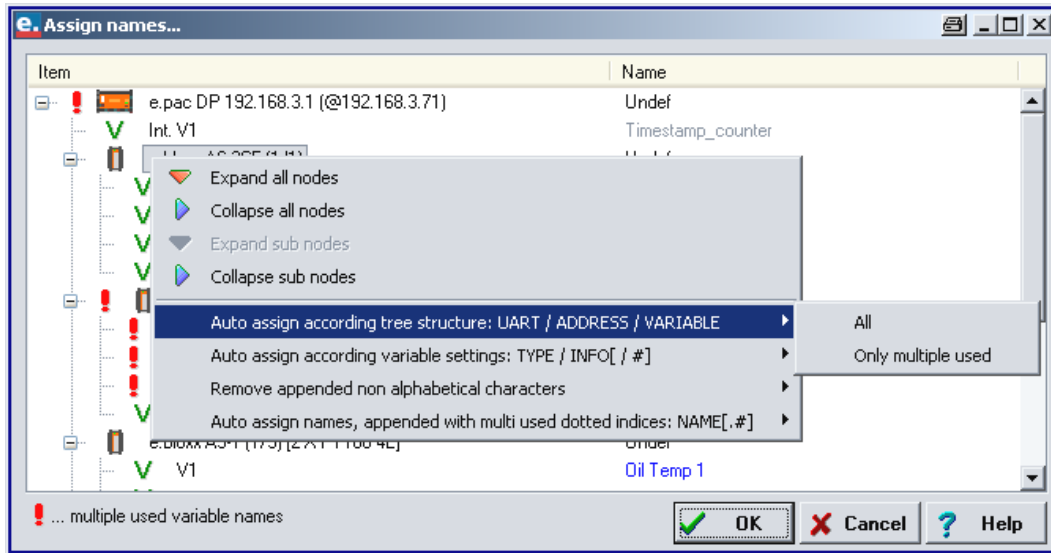 e. Assign names...
Item Name
e.pac DP 192.168.3.1 (@192.168.3.71) Undef
Int. V1 Timestamp_counter
Expand all nodes
Collapse all nodes
Expand sub nodes
Collapse sub nodes
Auto assign according tree structure: UART / ADDRESS / VARIABLE All
Auto assign according variable settings: TYPE / INFO[ / #] Only multiple used
Remove appended non alphabetical characters
Auto assign names, appended with multi used dotted indices: NAME[.#]
V1 Oil Temp 1
! ... multiple used variable names OK Cancel ? Help